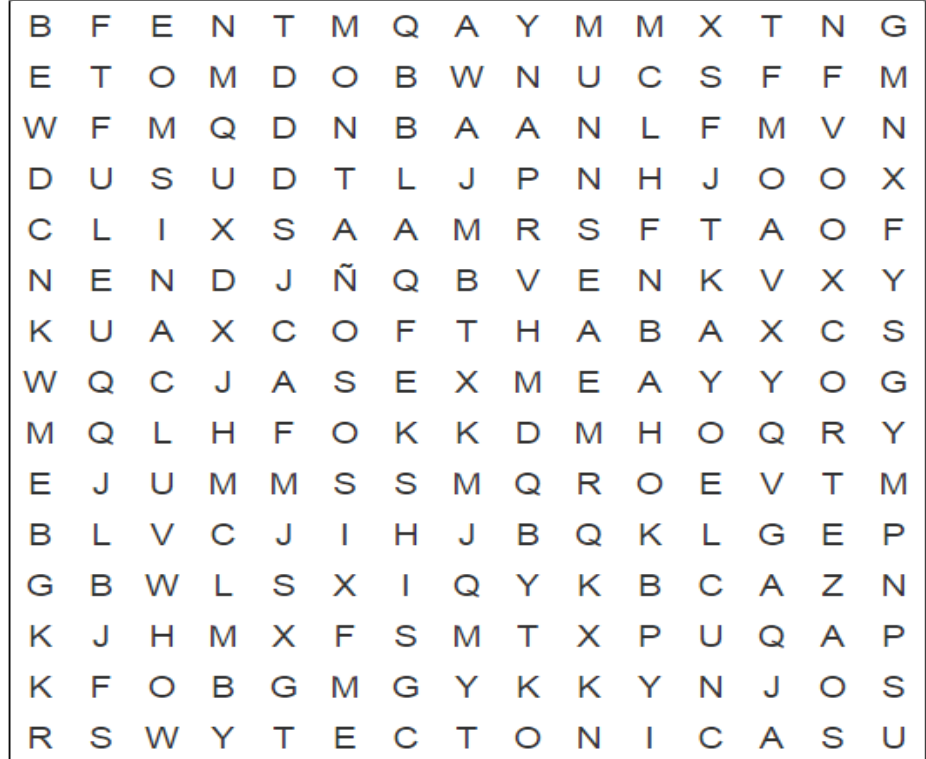 B F E N T M Q A Y M M X T N G
E T O M D O B W N U C S F F M
W F M Q D N B A A N L F M V N
D U S U D T L J P N H J O O X
C L I X S A A M R S F T A O F
N E N D J Ñ Q B V E N K V X Y
K U A X C O F T H A B A X C S
W Q C J A S E X M E A Y Y O G
M Q L H F O K K D M H O Q R Y
E J U M M S S M Q R O E V T M
B L V C J I H J B Q K L G E P
G B W L S X I Q Y K B C A Z N
K J H M X F S M T X P U Q A P
K F O B G M G Y K K Y N J O S
R S W Y T E C T O N I C A S U